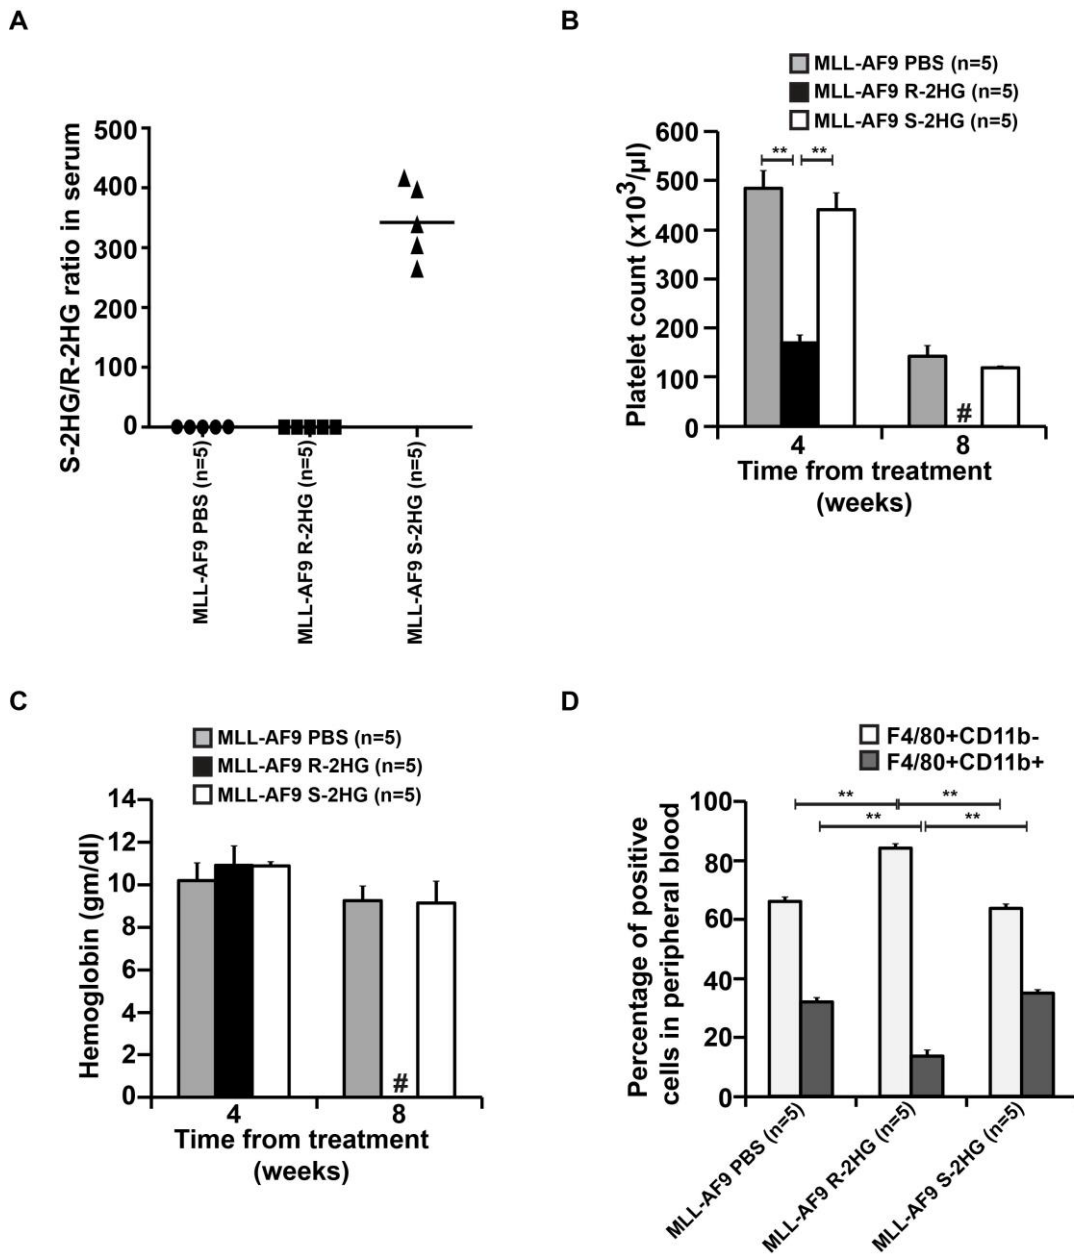 A
S-2HG/R-2HG ratio in serum
500
400
300
200
100
0
MLL-AF9 PBS (n=5)
MLL-AF9 R-2HG (n=5)
MLL-AF9 S-2HG (n=5)
B
MLL-AF9 PBS (n=5)
MLL-AF9 R-2HG (n=5)
MLL-AF9 S-2HG (n=5)
Platelet count (x10³/µl)
600
500
400
300
200
100
0
** **
#
4 8
Time from treatment
(weeks)
C
MLL-AF9 PBS (n=5)
MLL-AF9 R-2HG (n=5)
MLL-AF9 S-2HG (n=5)
Hemoglobin (gm/dl)
14
12
10
8
6
4
2
0
#
4 8
Time from treatment
(weeks)
D
F4/80+CD11b-
F4/80+CD11b+
Percentage of positive
cells in peripheral blood
100
80
60
40
20
0
** **
** **
MLL-AF9 PBS (n=5)
MLL-AF9 R-2HG (n=5)
MLL-AF9 S-2HG (n=5)